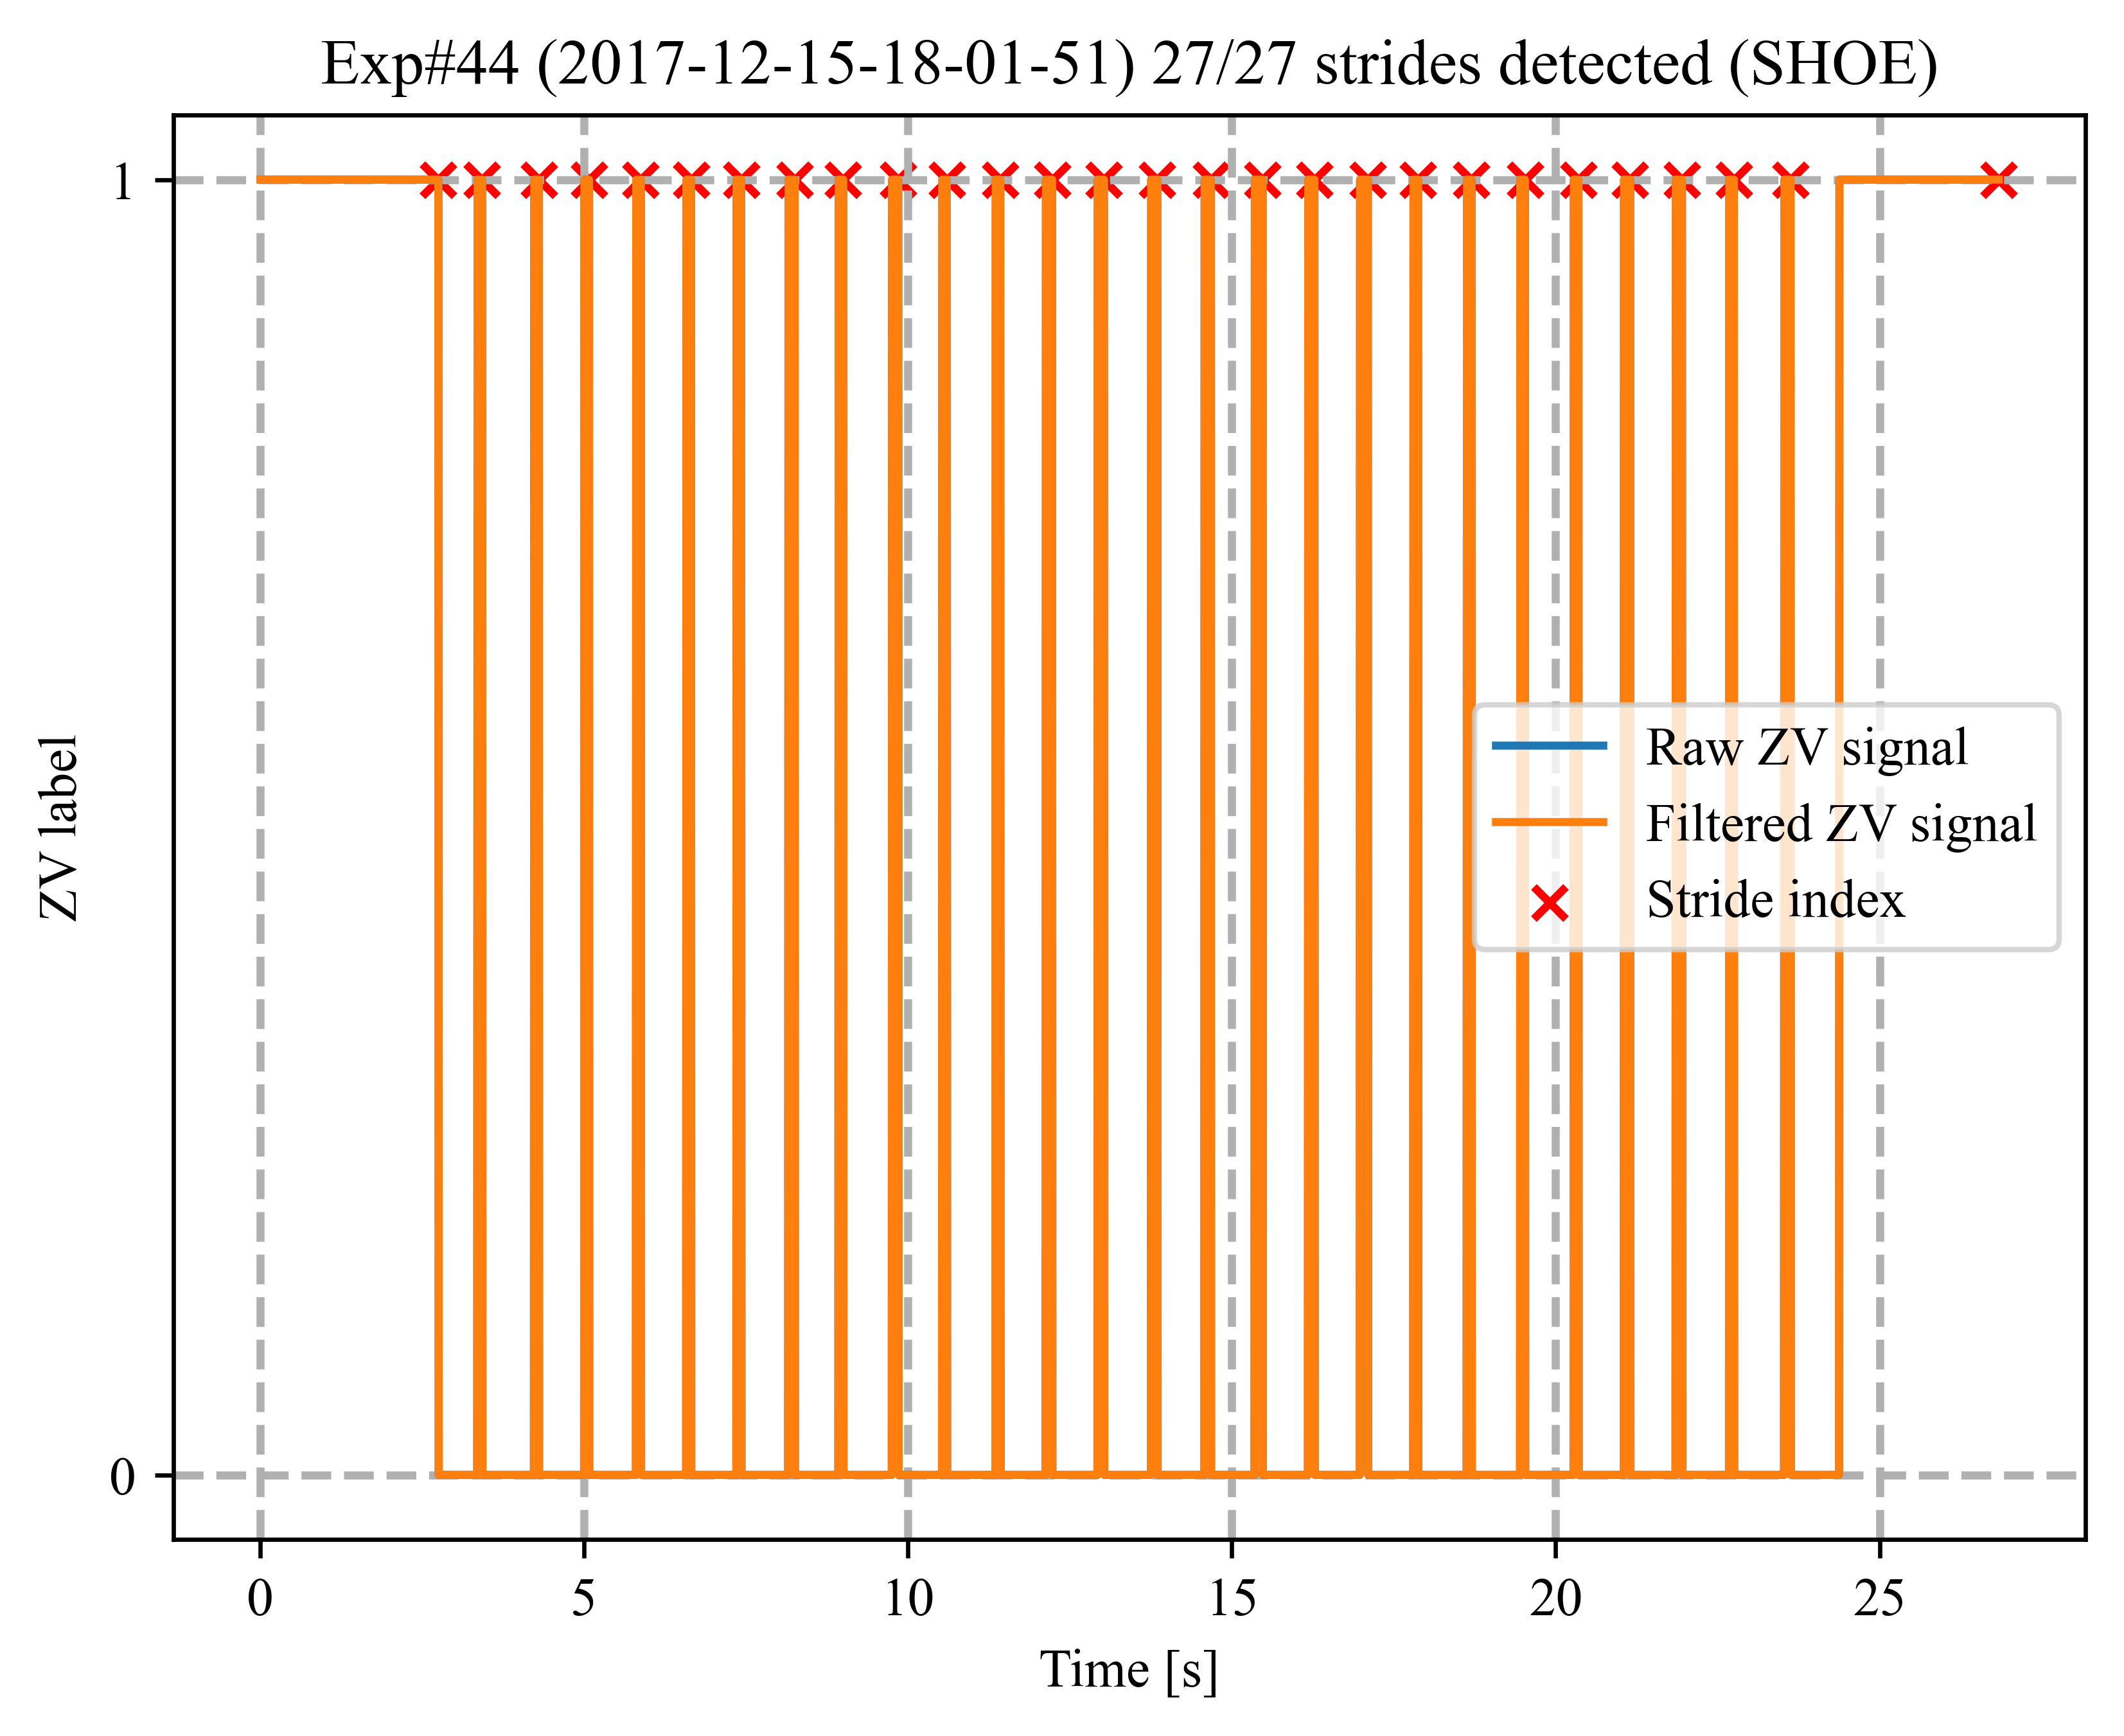 Exp#44 (2017-12-15-18-01-51) 27/27 strides detected (SHOE)
1
ZV label
Raw ZV signal
Filtered ZV signal
Stride index
0
0 5 10 15 20 25
Time [s]